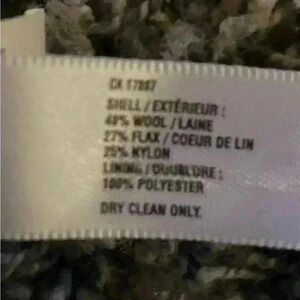 CA 17897
SHELL / EXTÉRIEUR :
48% WOOL / LAINE
27% FLAX / COEUR DE LIN
25% NYLON
LINING / DOUBLURE :
100% POLYESTER
DRY CLEAN ONLY.